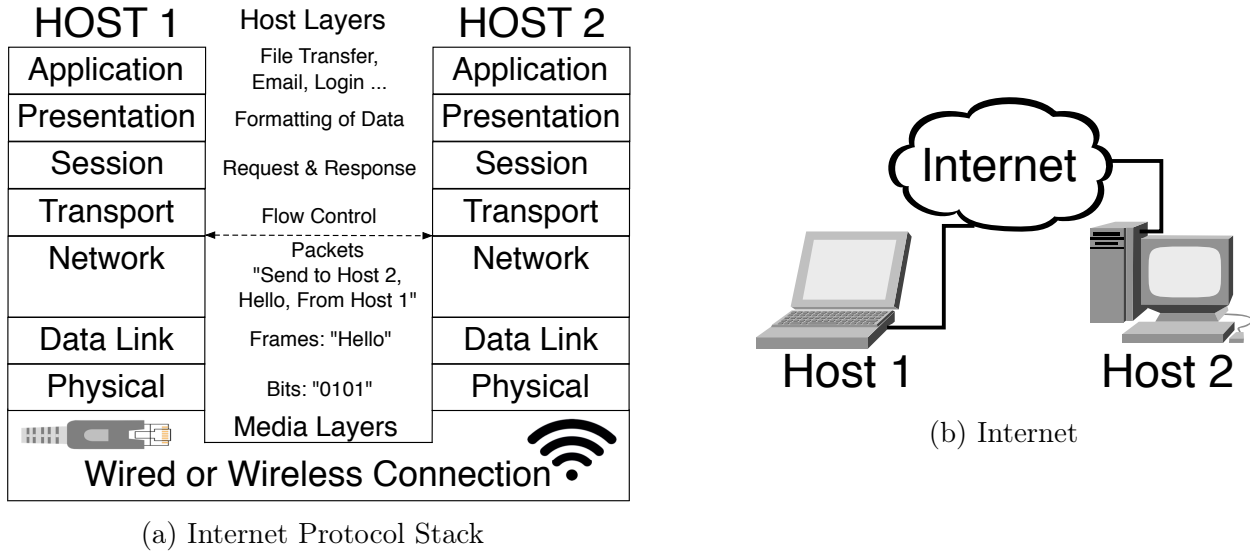 HOST 1
Host Layers
HOST 2
Application
File Transfer,
Email, Login ...
Application
Presentation
Formatting of Data
Presentation
Session
Request & Response
Session
Transport
Flow Control
Transport
Network
Packets
"Send to Host 2,
Hello, From Host 1"
Network
Data Link
Frames: "Hello"
Data Link
Physical
Bits: "0101"
Physical
Media Layers
Wired or Wireless Connection
(a) Internet Protocol Stack
Internet
Host 1
Host 2
(b) Internet